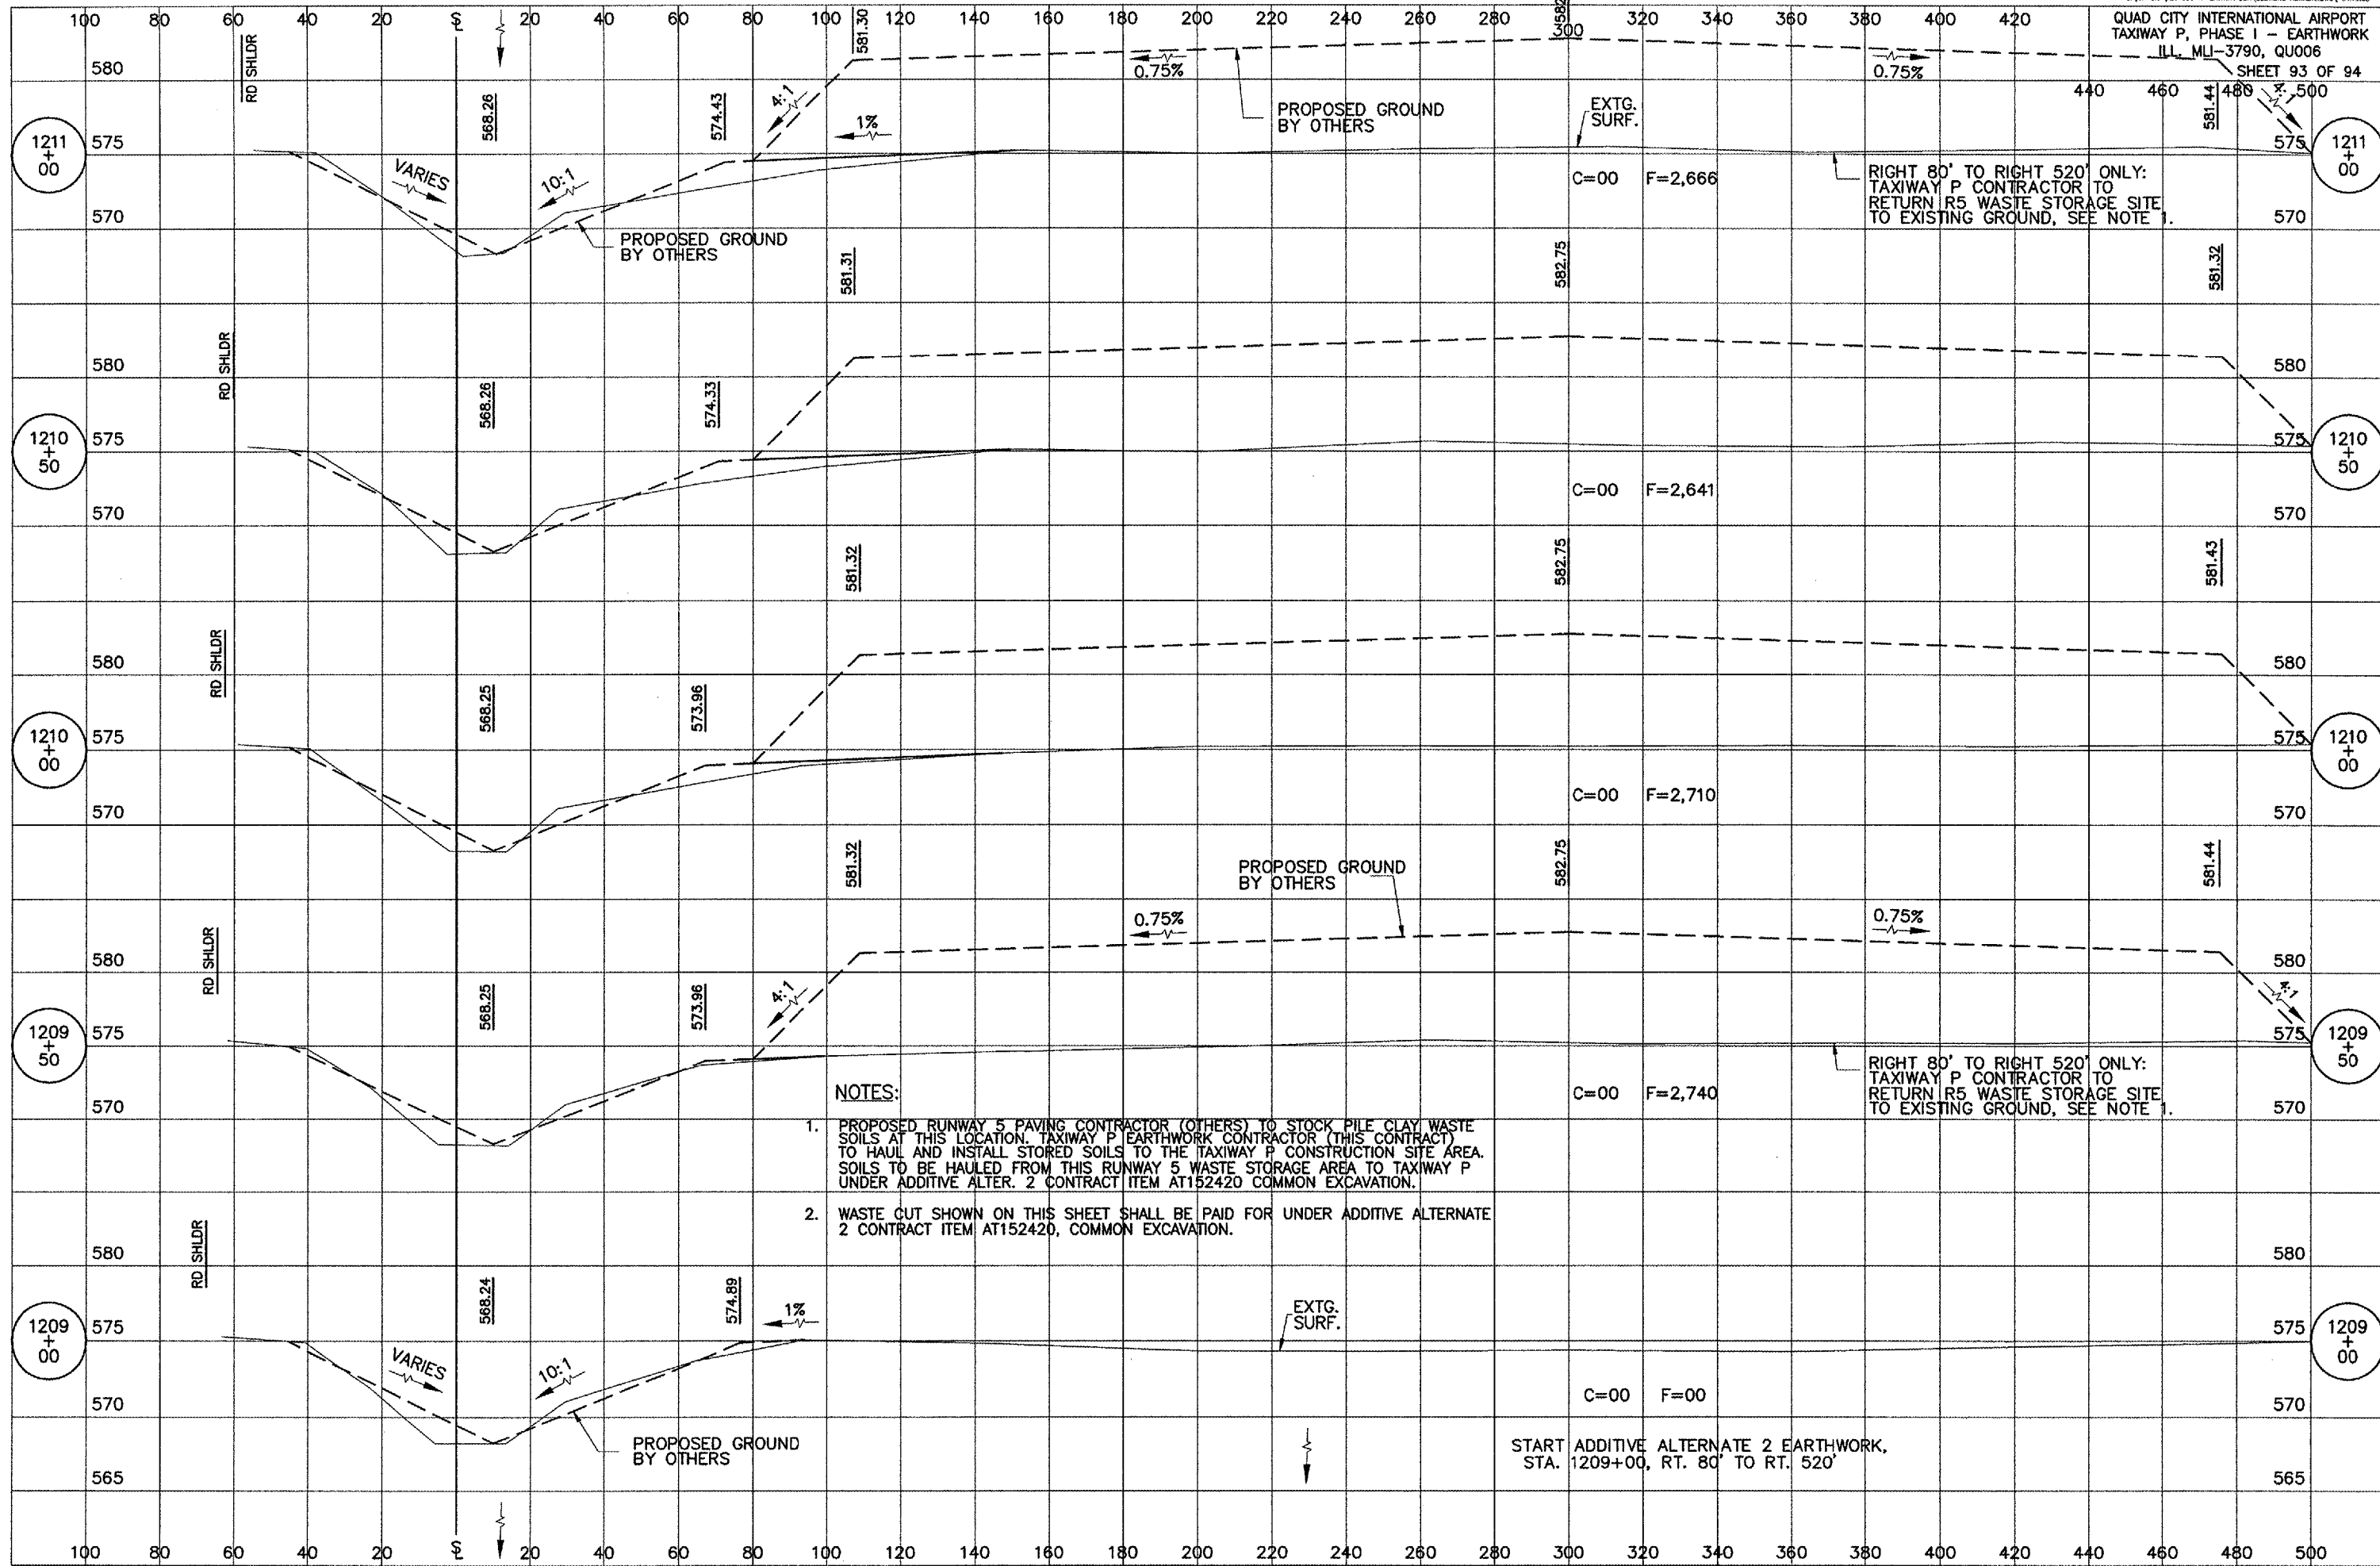 100 80 60 40 20 ℄ 20 40 60 80 100 120 140 160 180 200 220 240 260 280 300 320 340 360 380 400 420
QUAD CITY INTERNATIONAL AIRPORT
TAXIWAY P, PHASE I – EARTHWORK
ILL. MLI-3790, QU006
SHEET 93 OF 94
440 460 480 500
RD SHLDR
568.26
574.43
581.30
581.44
580
0.75%
0.75%
4:1
4:1
1%
PROPOSED GROUND
BY OTHERS
EXTG.
SURF.
1211
+
00
575
575
1211
+
00
VARIES
10:1
C=00 F=2,666
RIGHT 80' TO RIGHT 520' ONLY:
TAXIWAY P CONTRACTOR TO
RETURN R5 WASTE STORAGE SITE
TO EXISTING GROUND, SEE NOTE 1.
570
570
PROPOSED GROUND
BY OTHERS
581.31
582.75
581.32
RD SHLDR
580
580
568.26
574.33
1210
+
50
575
575
1210
+
50
C=00 F=2,641
570
570
581.32
582.75
581.43
RD SHLDR
580
580
568.25
573.96
1210
+
00
575
575
1210
+
00
C=00 F=2,710
570
570
581.32
582.75
581.44
PROPOSED GROUND
BY OTHERS
0.75%
0.75%
RD SHLDR
580
580
568.25
573.96
4:1
4:1
1209
+
50
575
575
1209
+
50
C=00 F=2,740
RIGHT 80' TO RIGHT 520' ONLY:
TAXIWAY P CONTRACTOR TO
RETURN R5 WASTE STORAGE SITE
TO EXISTING GROUND, SEE NOTE 1.
570
570
NOTES:
1. PROPOSED RUNWAY 5 PAVING CONTRACTOR (OTHERS) TO STOCK PILE CLAY WASTE
SOILS AT THIS LOCATION. TAXIWAY P EARTHWORK CONTRACTOR (THIS CONTRACT)
TO HAUL AND INSTALL STORED SOILS TO THE TAXIWAY P CONSTRUCTION SITE AREA.
SOILS TO BE HAULED FROM THIS RUNWAY 5 WASTE STORAGE AREA TO TAXIWAY P
UNDER ADDITIVE ALTER. 2 CONTRACT ITEM AT152420 COMMON EXCAVATION.
2. WASTE CUT SHOWN ON THIS SHEET SHALL BE PAID FOR UNDER ADDITIVE ALTERNATE
2 CONTRACT ITEM AT152420, COMMON EXCAVATION.
RD SHLDR
580
580
568.24
574.89
1%
EXTG.
SURF.
1209
+
00
575
575
1209
+
00
VARIES
10:1
C=00 F=00
570
570
PROPOSED GROUND
BY OTHERS
START ADDITIVE ALTERNATE 2 EARTHWORK,
STA. 1209+00, RT. 80' TO RT. 520'
565
565
100 80 60 40 20 ℄ 20 40 60 80 100 120 140 160 180 200 220 240 260 280 300 320 340 360 380 400 420 440 460 480 500